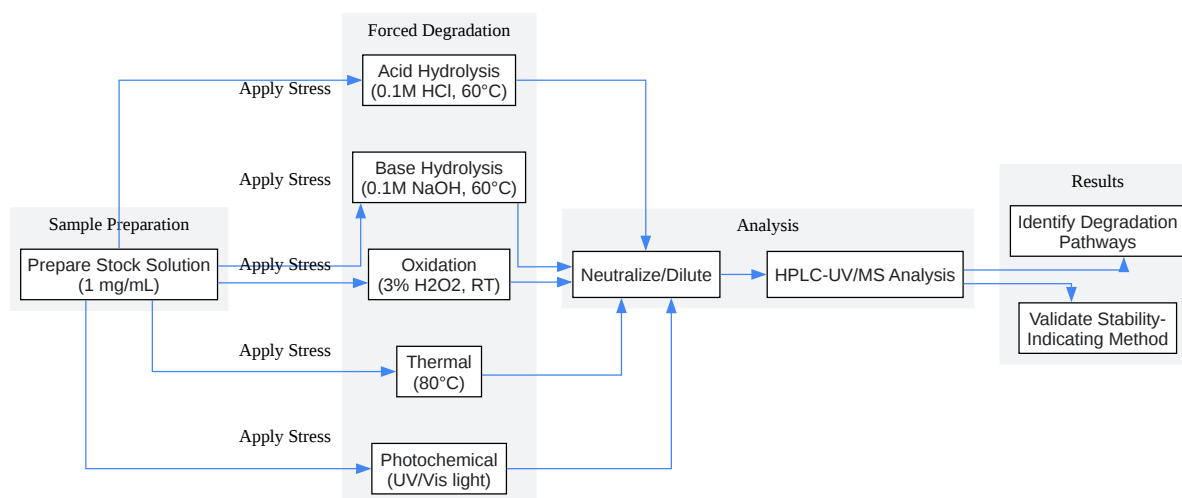 Forced Degradation
Acid Hydrolysis
(0.1M HCl, 60°C)
Apply Stress
Base Hydrolysis
(0.1M NaOH, 60°C)
Apply Stress
Results
Identify Degradation
Pathways
Sample Preparation
Analysis
Prepare Stock Solution
(1 mg/mL)
Apply Stress
Oxidation
(3% H2O2, RT)
Neutralize/Dilute
HPLC-UV/MS Analysis
Validate Stability-
Indicating Method
Apply Stress
Thermal
(80°C)
Apply Stress
Photochemical
(UV/Vis light)